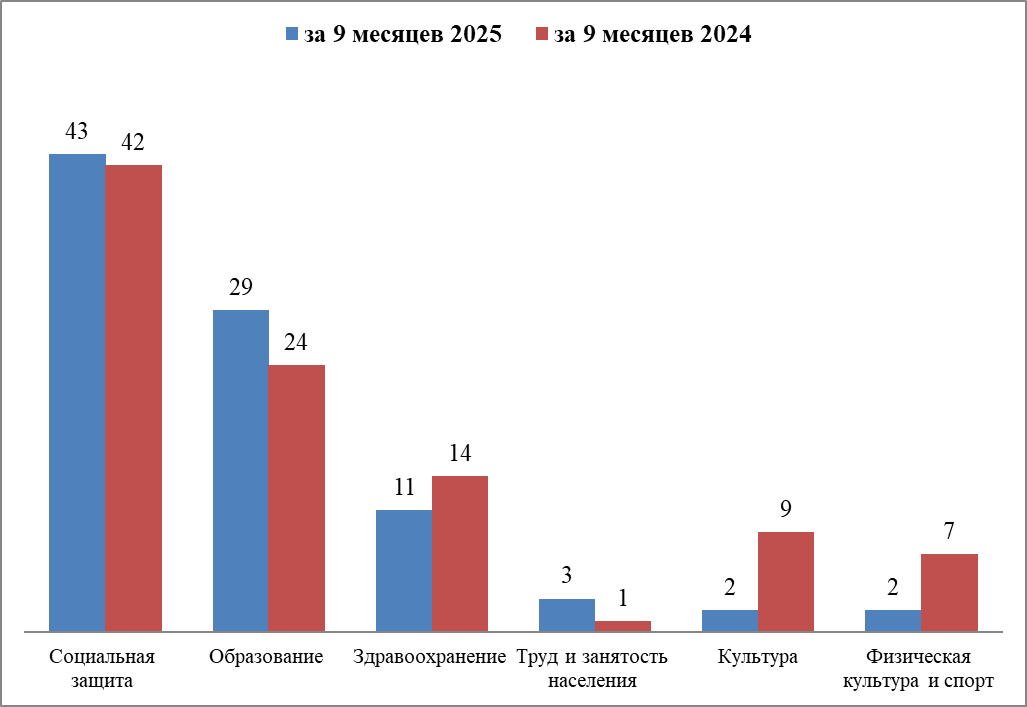 за 9 месяцев 2025 за 9 месяцев 2024
43 42
29 24
11 14
3 1
2 9
2 7
Социальная защита
Образование
Здравоохранение
Труд и занятость населения
Культура
Физическая культура и спорт